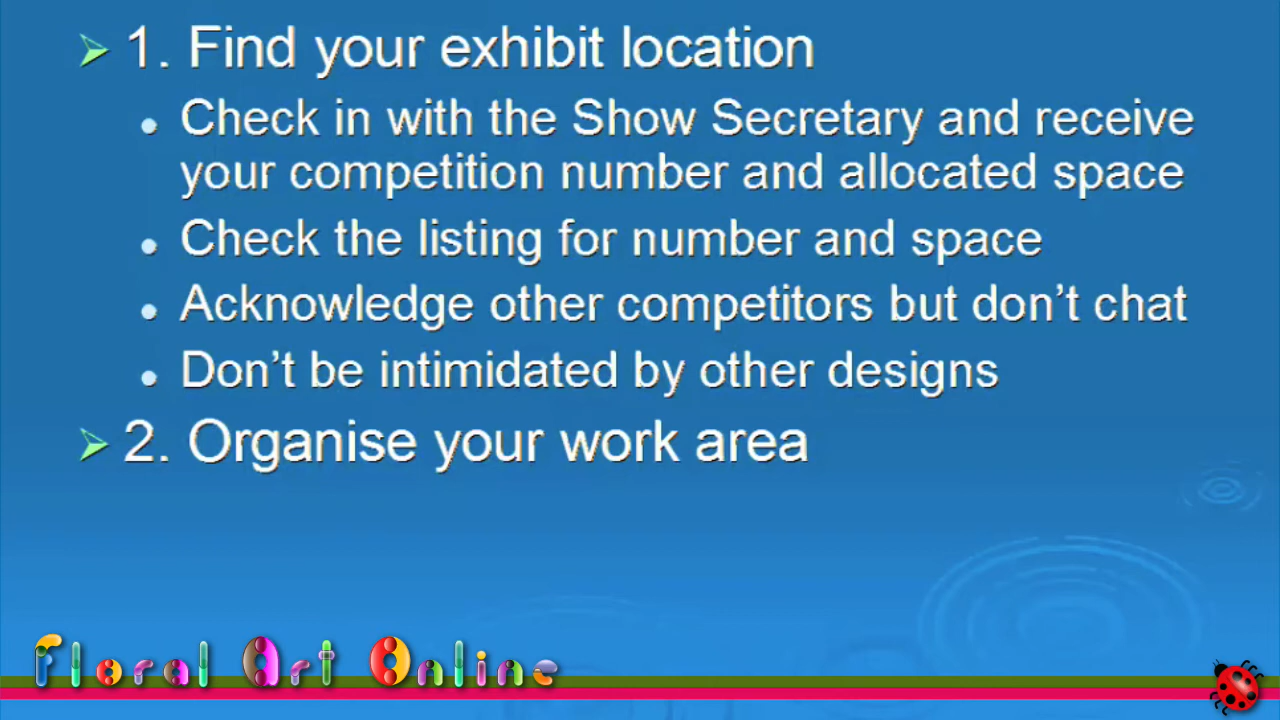 1. Find your exhibit location
Check in with the Show Secretary and receive
your competition number and allocated space
Check the listing for number and space
Acknowledge other competitors but don't chat
Don't be intimidated by other designs
2. Organise your work area
Floral Art Online